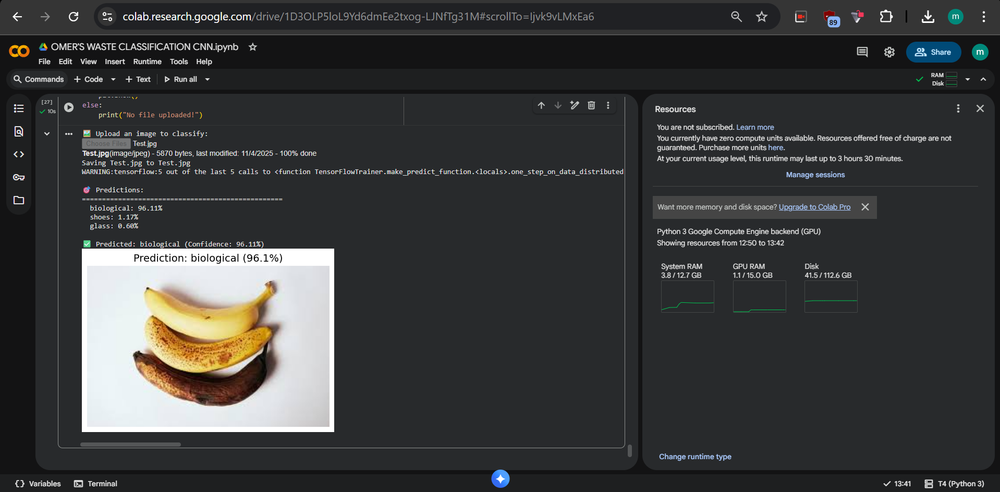 colab.research.google.com/drive/1D3OLP5loL9Yd6dmEe2txog-LJNfTg31M#scrollTo=Ijvk9vLMxEa6
89
m
OMER'S WASTE CLASSIFICATION CNN.ipynb
File Edit View Insert Runtime Tools Help
Share
m
Commands + Code + Text Run all
RAM
Disk
[27]
10s
else:
print("No file uploaded!")
Upload an image to classify:
Choose Files Test.jpg
Test.jpg(image/jpeg) - 5870 bytes, last modified: 11/4/2025 - 100% done
Saving Test.jpg to Test.jpg
WARNING:tensorflow:5 out of the last 5 calls to <function TensorFlowTrainer.make_predict_function.<locals>.one_step_on_data_distributed
Predictions:
==================================================
biological: 96.11%
shoes: 1.17%
glass: 0.60%
Predicted: biological (Confidence: 96.11%)
Prediction: biological (96.1%)
Resources
You are not subscribed. Learn more
You currently have zero compute units available. Resources offered free of charge are not
guaranteed. Purchase more units here.
At your current usage level, this runtime may last up to 3 hours 30 minutes.
Manage sessions
Want more memory and disk space? Upgrade to Colab Pro
Python 3 Google Compute Engine backend (GPU)
Showing resources from 12:50 to 13:42
System RAM
3.8 / 12.7 GB
GPU RAM
1.1 / 15.0 GB
Disk
41.5 / 112.6 GB
Change runtime type
Variables Terminal
13:41 T4 (Python 3)